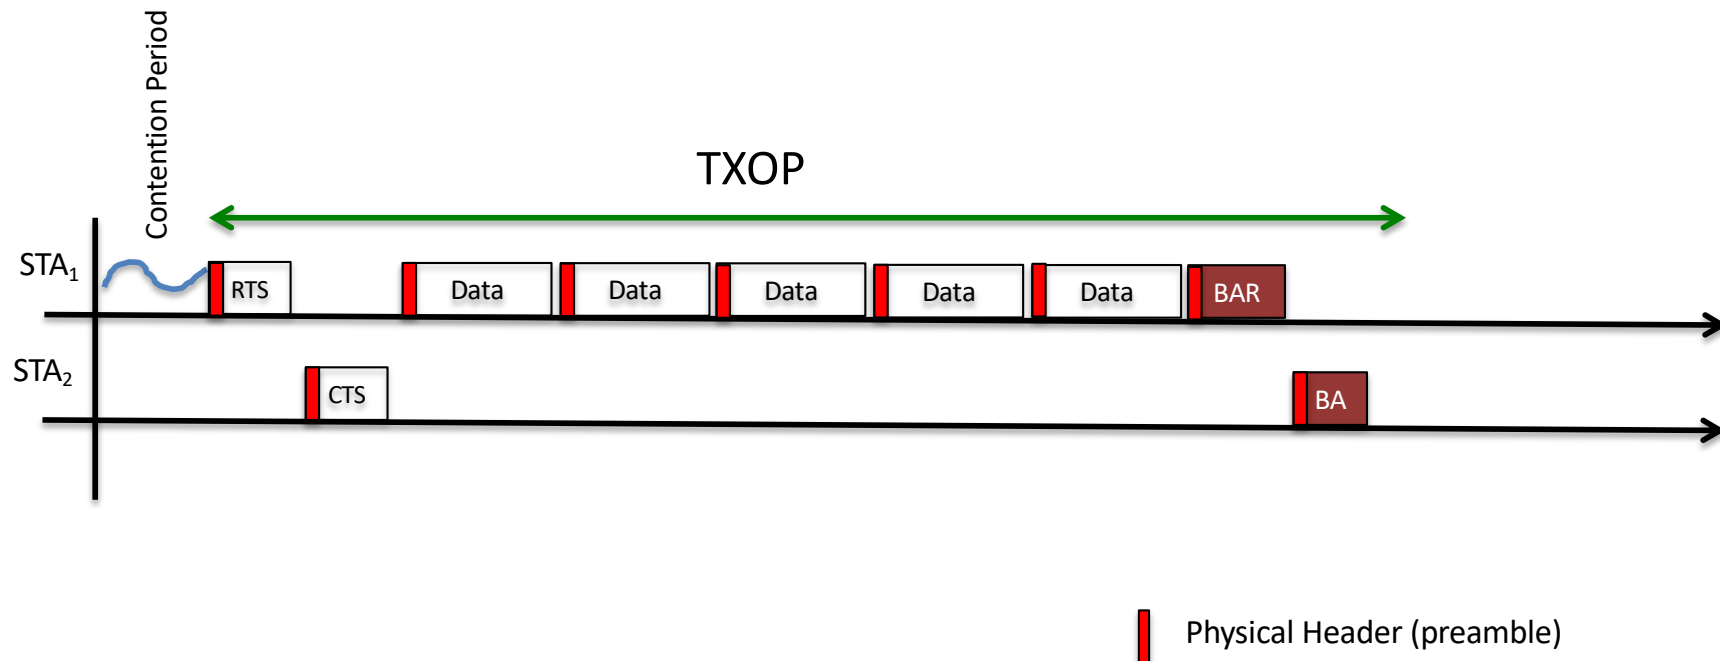 Contention Period
TXOP
STA1
RTS
Data
Data
Data
Data
Data
BAR
STA2
CTS
BA
Physical Header (preamble)